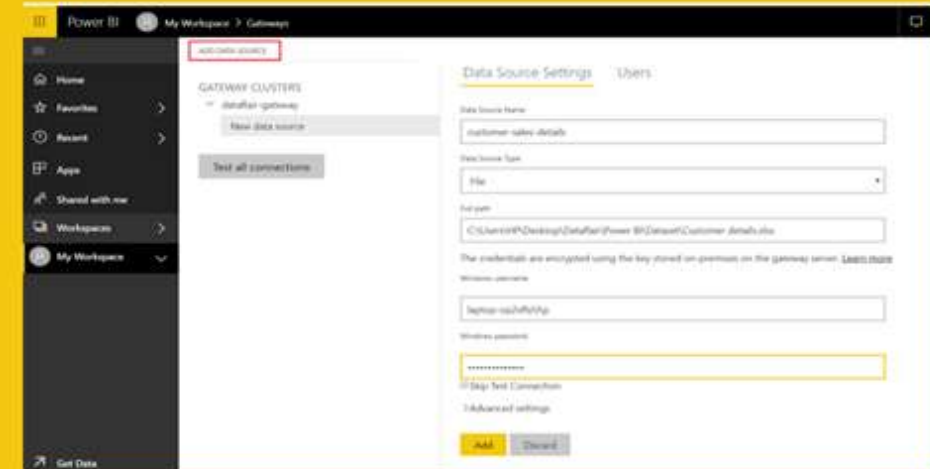 Power BI My Workspace > Gateways
ADD DATA SOURCE
Home
Favorites
Recent
Apps
Shared with me
Workspaces
My Workspace
Get Data
GATEWAY CLUSTERS
dataflair-gateway
New data source
Test all connections
Data Source Settings Users
Data Source Name
customer-sales-details
Data Source Type
File
Full path
C:\Users\HP\Desktop\DataFlair\Power BI\Dataset\Customer details.xlsx
The credentials are encrypted using the key stored on-premises on the gateway server. Learn more
Windows username
Windows password
Skip Test Connection
Advanced settings
Add Discard